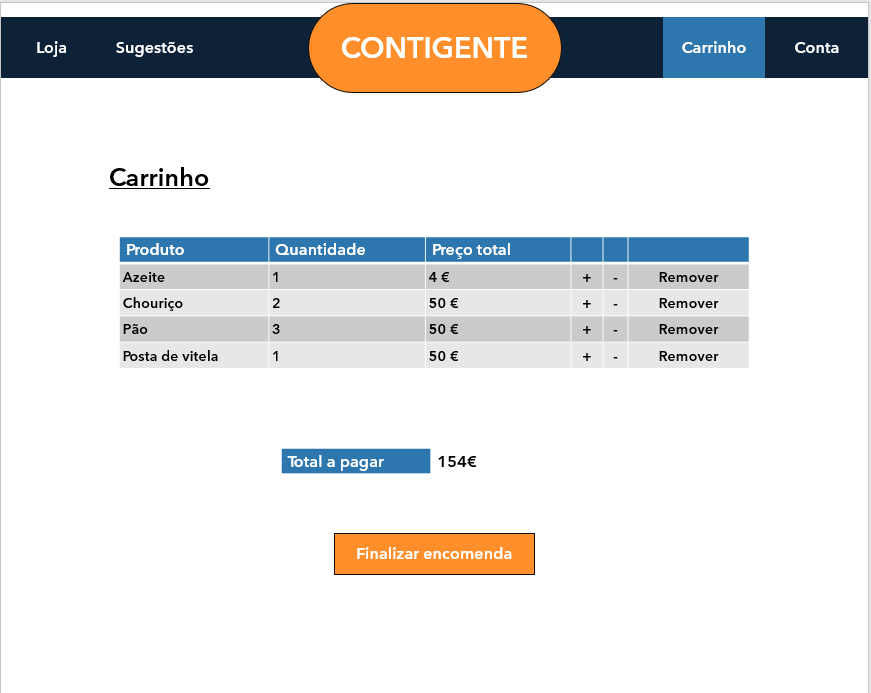 Loja Sugestões CONTIGENTE Carrinho Conta
Carrinho
Produto Quantidade Preço total
Azeite 1 4 € + - Remover
Chouriço 2 50 € + - Remover
Pão 3 50 € + - Remover
Posta de vitela 1 50 € + - Remover
Total a pagar 154€
Finalizar encomenda